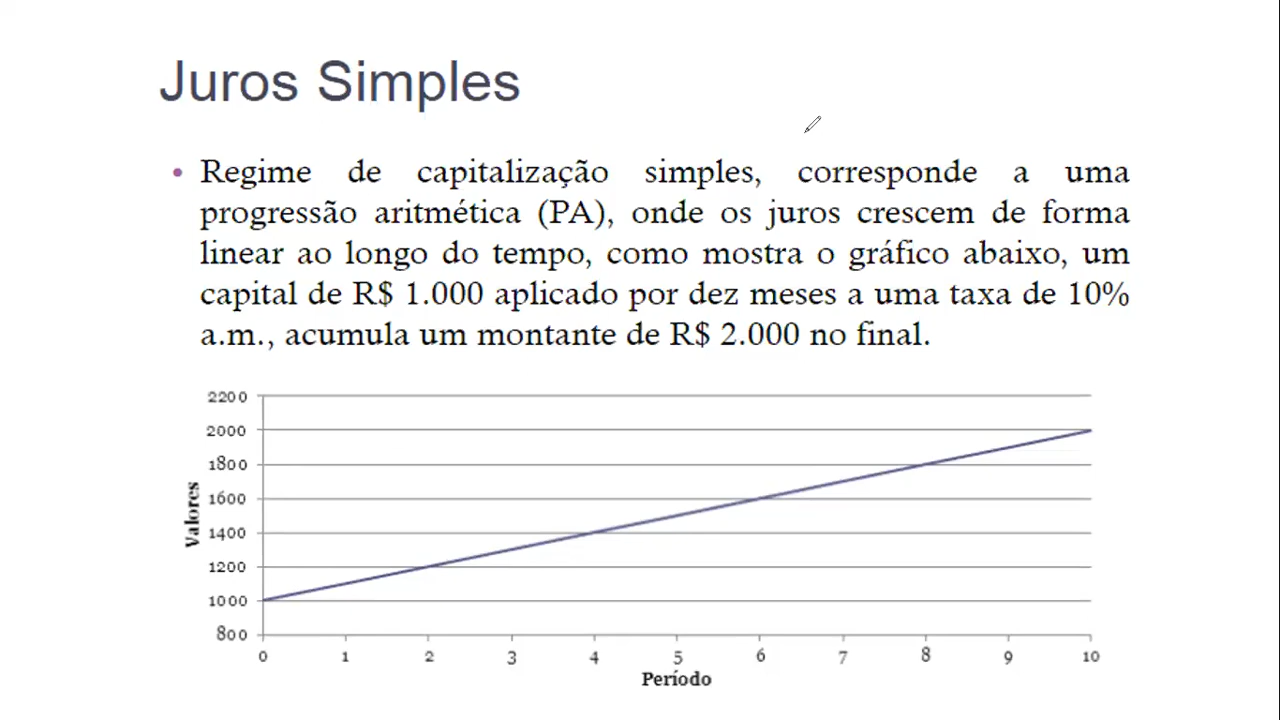 Juros Simples
• Regime de capitalização simples, corresponde a uma
progressão aritmética (PA), onde os juros crescem de forma
linear ao longo do tempo, como mostra o gráfico abaixo, um
capital de R$ 1.000 aplicado por dez meses a uma taxa de 10%
a.m., acumula um montante de R$ 2.000 no final.
2200
2000
1800
1600
1400
1200
1000
800
Valores
0 1 2 3 4 5 6 7 8 9 10
Período